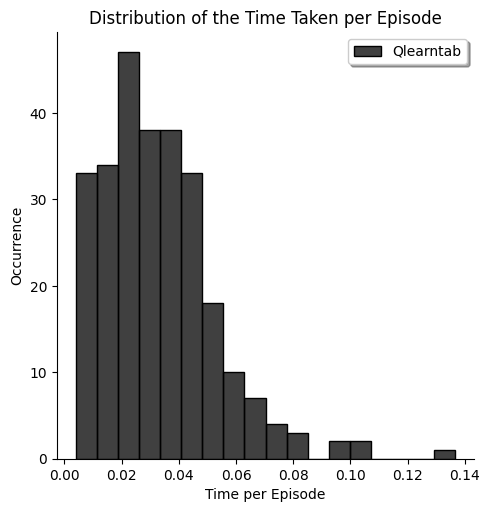 Distribution of the Time Taken per Episode
Qlearntab
Occurrence
40
30
20
10
0
0.00 0.02 0.04 0.06 0.08 0.10 0.12 0.14
Time per Episode